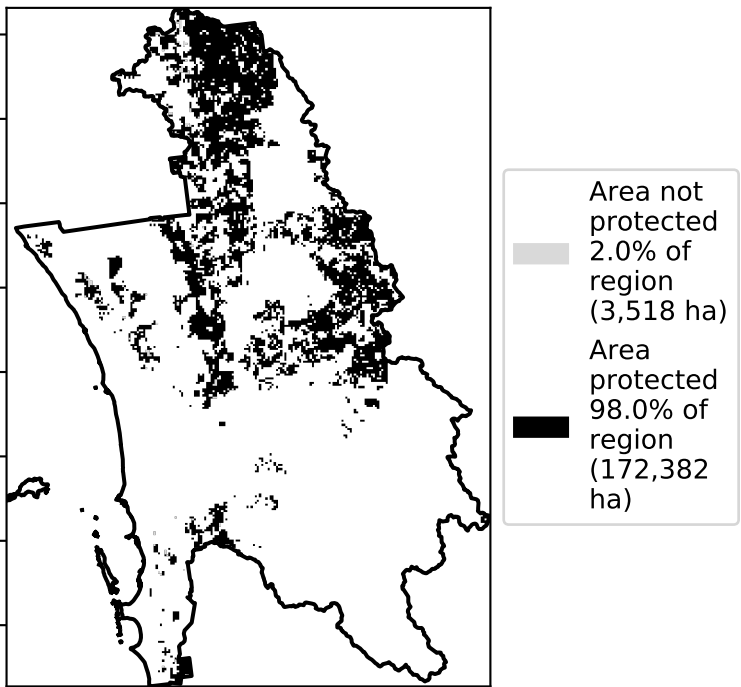 Area not
protected
2.0% of
region
(3,518 ha)
Area
protected
98.0% of
region
(172,382
ha)